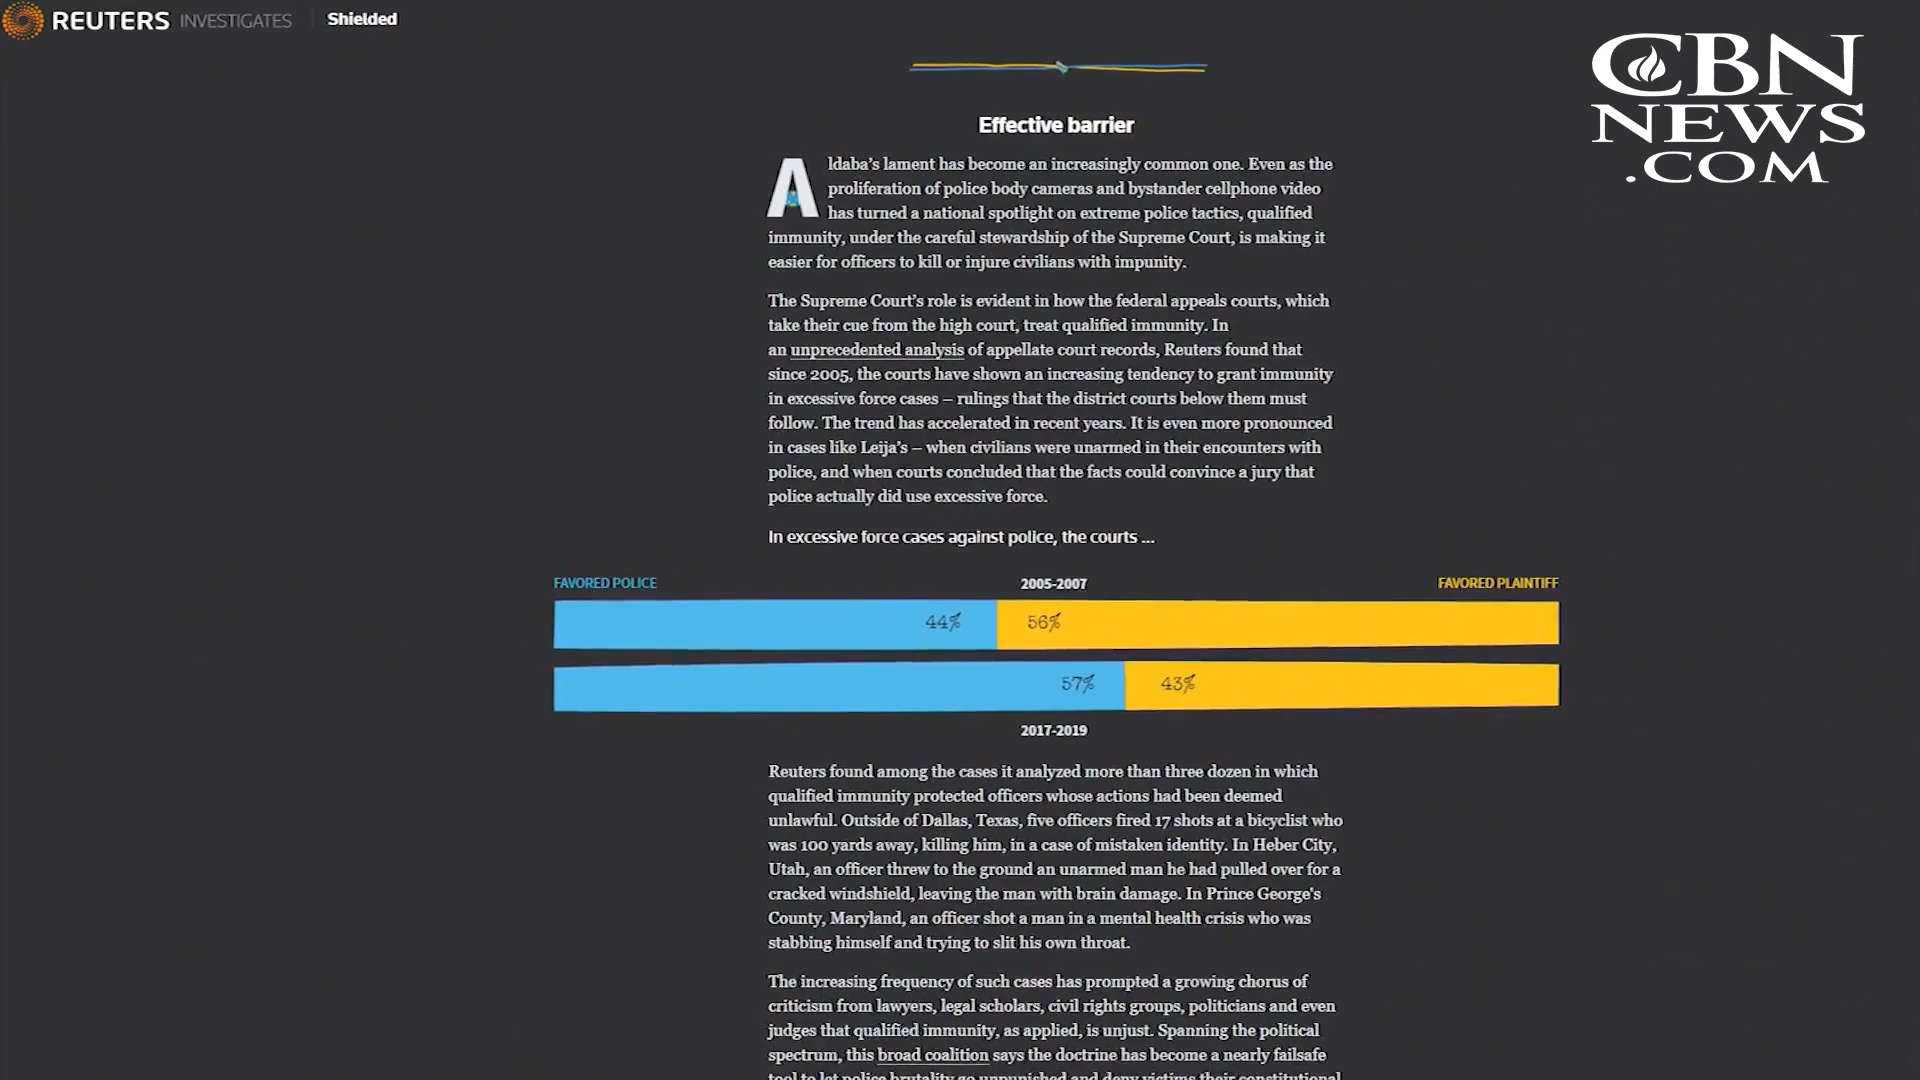 REUTERS INVESTIGATES Shielded
CBN
NEWS
.COM
Effective barrier
Aldaba's lament has become an increasingly common one. Even as the
proliferation of police body cameras and bystander cellphone video
has turned a national spotlight on extreme police tactics, qualified
immunity, under the careful stewardship of the Supreme Court, is making it
easier for officers to kill or injure civilians with impunity.
The Supreme Court's role is evident in how the federal appeals courts, which
take their cue from the high court, treat qualified immunity. In
an unprecedented analysis of appellate court records, Reuters found that
since 2005, the courts have shown an increasing tendency to grant immunity
in excessive force cases – rulings that the district courts below them must
follow. The trend has accelerated in recent years. It is even more pronounced
in cases like Leija's – when civilians were unarmed in their encounters with
police, and when courts concluded that the facts could convince a jury that
police actually did use excessive force.
In excessive force cases against police, the courts ...
FAVORED POLICE 2005-2007 FAVORED PLAINTIFF
44% 56%
57% 43%
2017-2019
Reuters found among the cases it analyzed more than three dozen in which
qualified immunity protected officers whose actions had been deemed
unlawful. Outside of Dallas, Texas, five officers fired 17 shots at a bicyclist who
was 100 yards away, killing him, in a case of mistaken identity. In Heber City,
Utah, an officer threw to the ground an unarmed man he had pulled over for a
cracked windshield, leaving the man with brain damage. In Prince George's
County, Maryland, an officer shot a man in a mental health crisis who was
stabbing himself and trying to slit his own throat.
The increasing frequency of such cases has prompted a growing chorus of
criticism from lawyers, legal scholars, civil rights groups, politicians and even
judges that qualified immunity, as applied, is unjust. Spanning the political
spectrum, this broad coalition says the doctrine has become a nearly failsafe
tool to let police brutality go unpunished and deny victims their constitutional